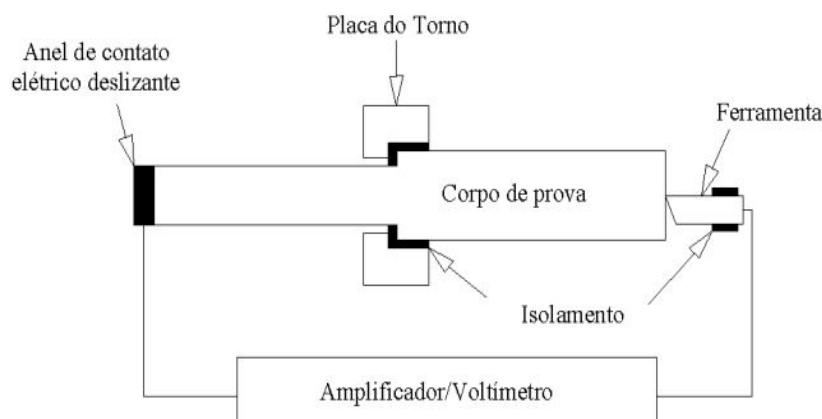 Placa do Torno
Anel de contato
elétrico deslizante
Ferramenta
Corpo de prova
Isolamento
Amplificador/Voltímetro